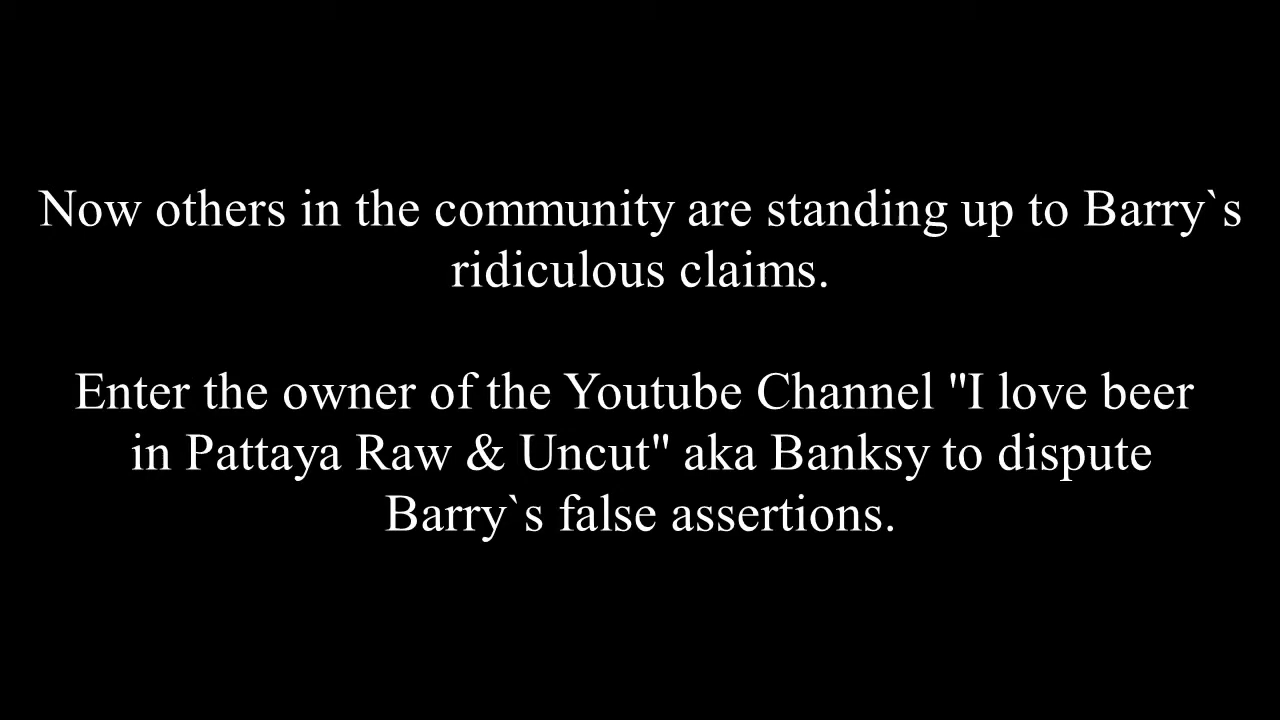 Now others in the community are standing up to Barry`s
ridiculous claims.
Enter the owner of the Youtube Channel "I love beer
in Pattaya Raw & Uncut" aka Banksy to dispute
Barry`s false assertions.